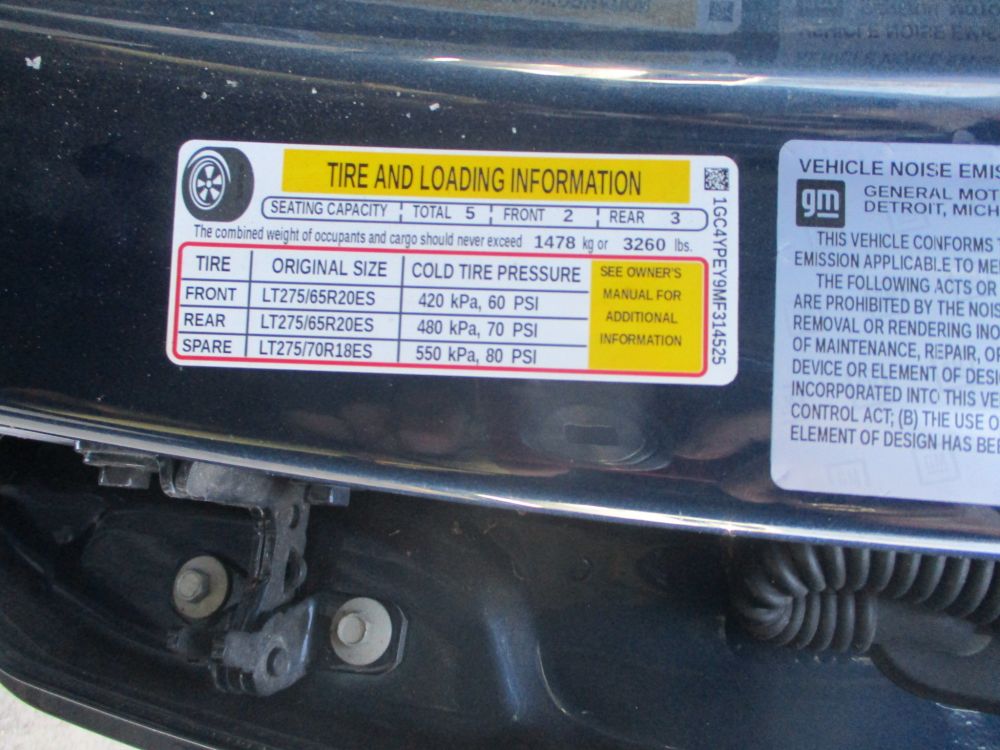 TIRE AND LOADING INFORMATION
SEATING CAPACITY TOTAL 5 FRONT 2 REAR 3
The combined weight of occupants and cargo should never exceed 1478 kg or 3260 lbs.
TIRE ORIGINAL SIZE COLD TIRE PRESSURE
FRONT LT275/65R20ES 420 kPa, 60 PSI
REAR LT275/65R20ES 480 kPa, 70 PSI
SPARE LT275/70R18ES 550 kPa, 80 PSI
SEE OWNER'S
MANUAL FOR
ADDITIONAL
INFORMATION
1GC4YPEY9MF314525
VEHICLE NOISE EMIS
gm
GENERAL MOT
DETROIT, MICH
THIS VEHICLE CONFORMS
EMISSION APPLICABLE TO ME
THE FOLLOWING ACTS OR
ARE PROHIBITED BY THE NOIS
REMOVAL OR RENDERING INO
OF MAINTENANCE, REPAIR, O
DEVICE OR ELEMENT OF DESI
INCORPORATED INTO THIS VE
CONTROL ACT; (B) THE USE O
ELEMENT OF DESIGN HAS BEE